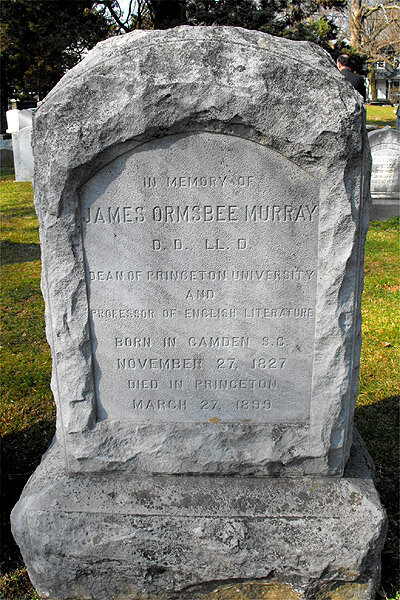 IN MEMORY OF
JAMES ORMSBEE MURRAY
D. D. LL. D.
DEAN OF PRINCETON UNIVERSITY
AND
PROFESSOR OF ENGLISH LITERATURE
BORN IN CAMDEN S.C.
NOVEMBER 27, 1827
DIED IN PRINCETON
MARCH 27, 1899